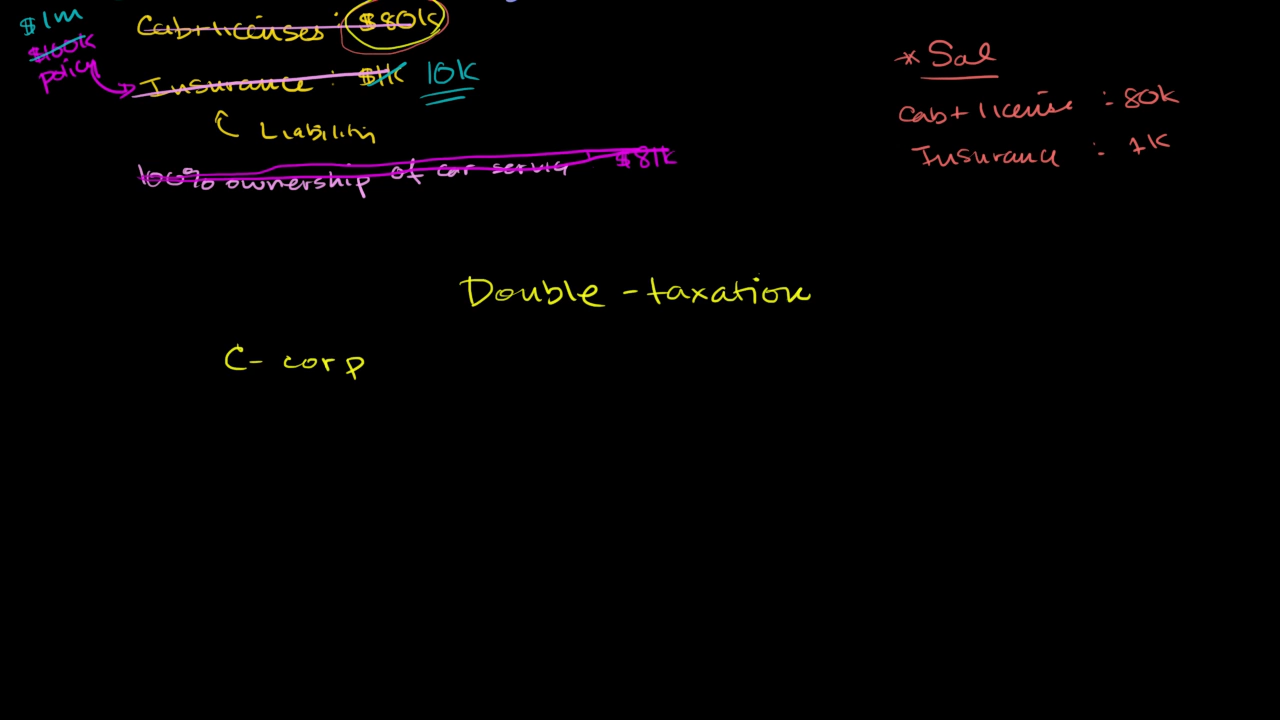 $1m
$100k
policy
Cab+licenses : $80k
Insurance : $1k 10k
Liability
100% ownership of car servic $81k
* Sal
Cab+license : 80k
Insurance : 1k
Double-taxation
C- corp